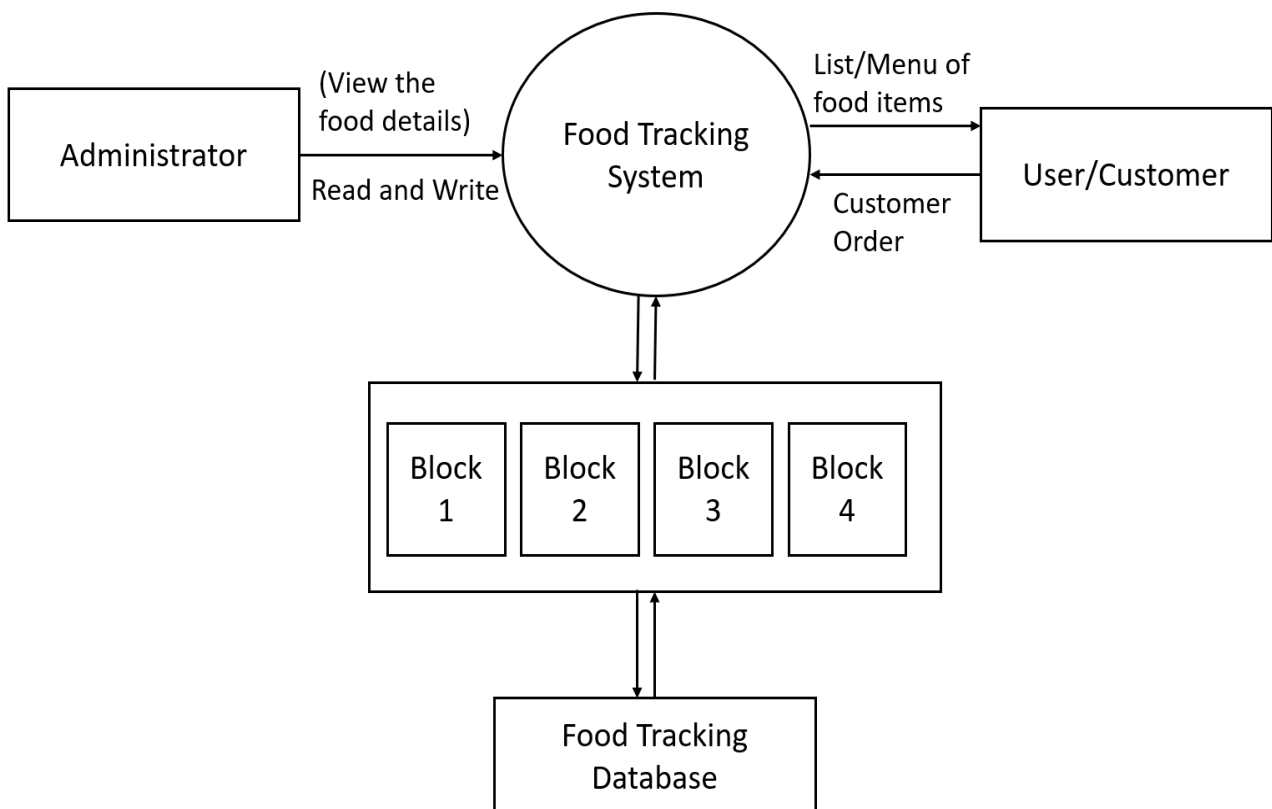 Administrator
(View the
food details)
Read and Write
Food Tracking
System
List/Menu of
food items
Customer
Order
User/Customer
Block
1
Block
2
Block
3
Block
4
Food Tracking
Database